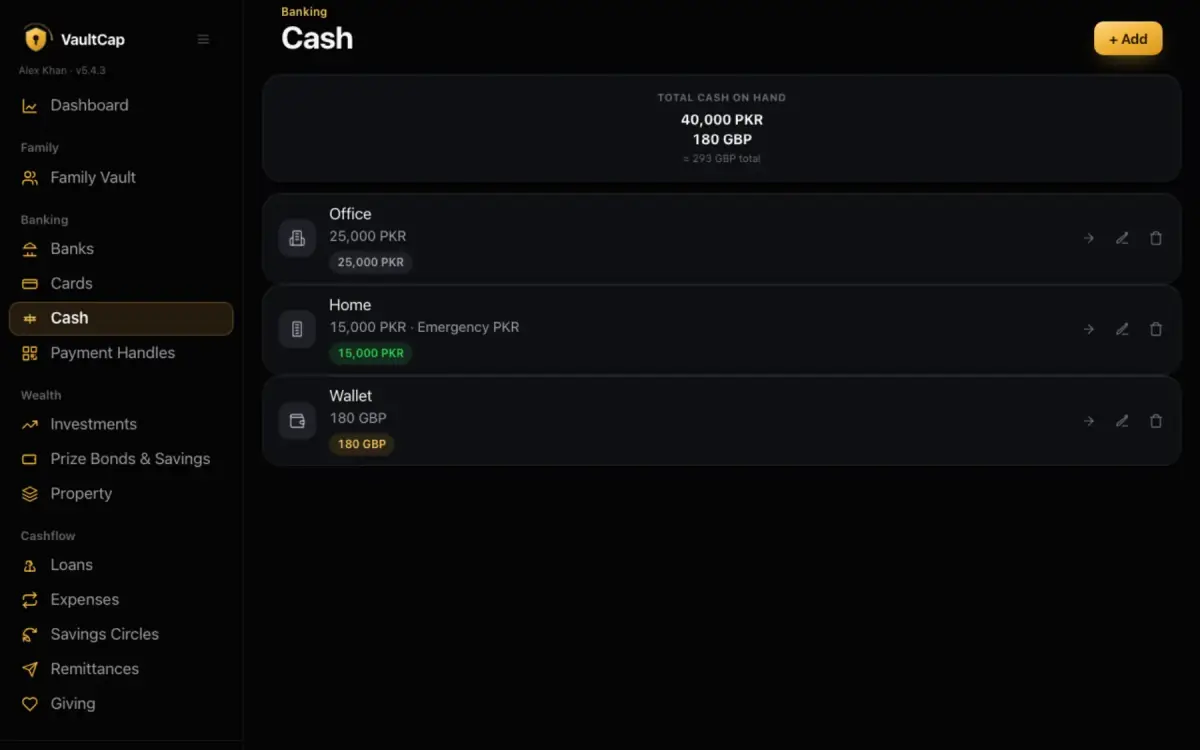 VaultCap
Alex Khan · v5.4.3
Dashboard
Family
Family Vault
Banking
Banks
Cards
Cash
Payment Handles
Wealth
Investments
Prize Bonds & Savings
Property
Cashflow
Loans
Expenses
Savings Circles
Remittances
Giving
Banking
Cash
+ Add
TOTAL CASH ON HAND
40,000 PKR
180 GBP
= 293 GBP total
Office
25,000 PKR
25,000 PKR
Home
15,000 PKR · Emergency PKR
15,000 PKR
Wallet
180 GBP
180 GBP